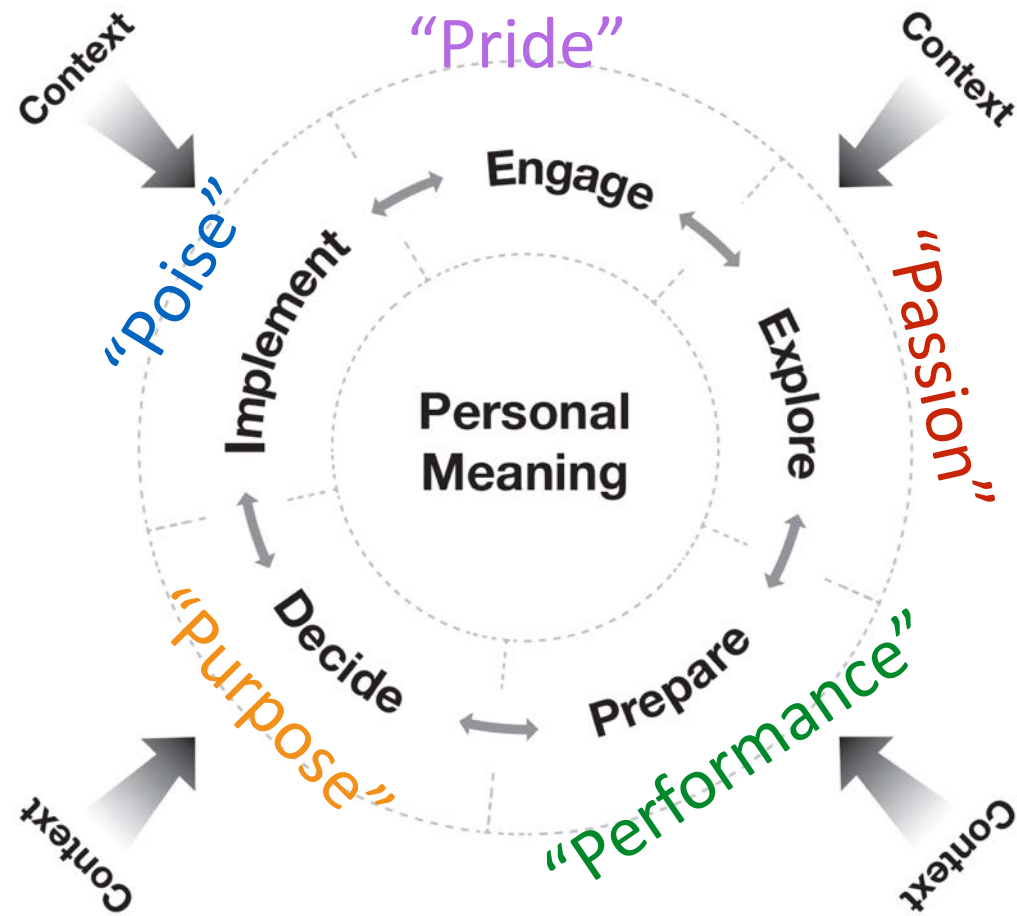 “Pride”
Context
Context
Engage
“Poise”
Implement
Explore
“Passion”
Personal
Meaning
Decide
“Purpose”
Prepare
“Performance”
Context
Context